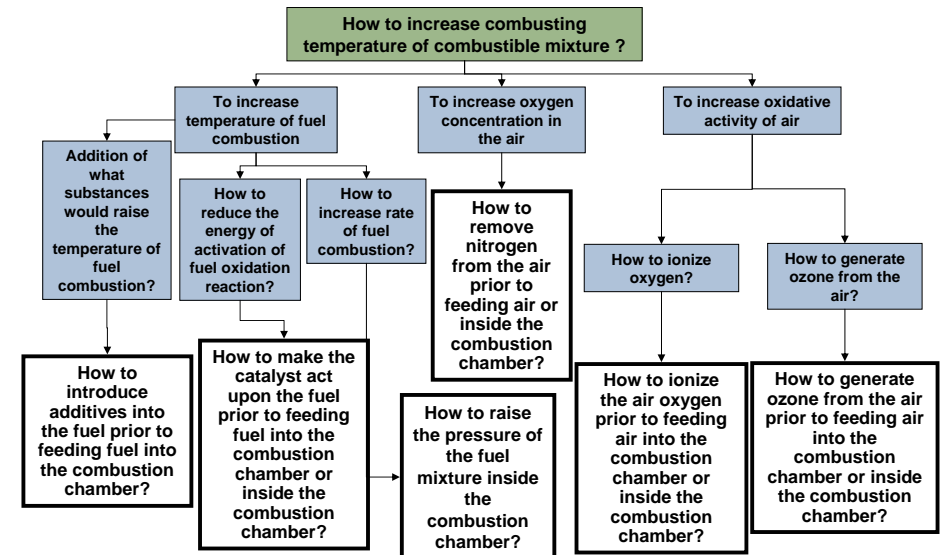 How to increase combusting
temperature of combustible mixture ?
To increase
temperature of fuel
combustion
To increase oxygen
concentration in
the air
To increase oxidative
activity of air
Addition of
what
substances
would raise
the
temperature of
fuel
combustion?
How to
reduce the
energy of
activation of
fuel oxidation
reaction?
How to
increase rate
of fuel
combustion?
How to
remove
nitrogen
from the air
prior to
feeding air or
inside the
combustion
chamber?
How to ionize
oxygen?
How to generate
ozone from the
air?
How to
introduce
additives into
the fuel prior to
feeding fuel into
the combustion
chamber?
How to make the
catalyst act
upon the fuel
prior to feeding
fuel into the
combustion
chamber or
inside the
combustion
chamber?
How to raise
the pressure of
the fuel
mixture inside
the
combustion
chamber?
How to ionize
the air oxygen
prior to feeding
air into the
combustion
chamber or
inside the
combustion
chamber?
How to generate
ozone from the air
prior to feeding air
into the
combustion
chamber or inside
the combustion
chamber?